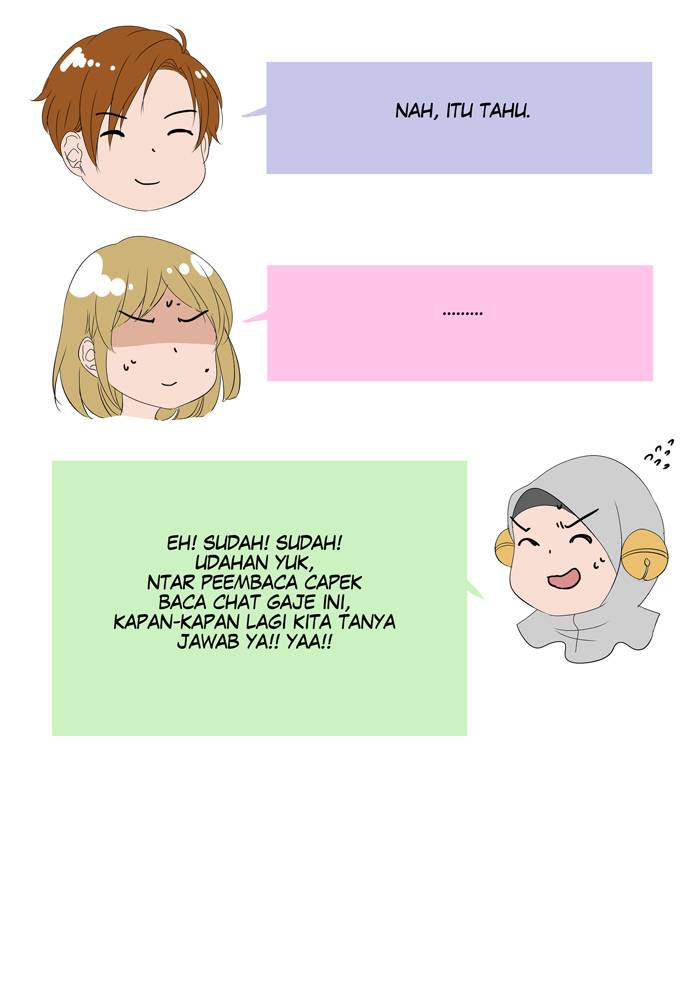 NAH, ITU TAHU.
.........
EH! SUDAH! SUDAH!
UDAHAN YUK,
NTAR PEEMBACA CAPEK
BACA CHAT GAJE INI,
KAPAN-KAPAN LAGI KITA TANYA
JAWAB YA!! YAA!!